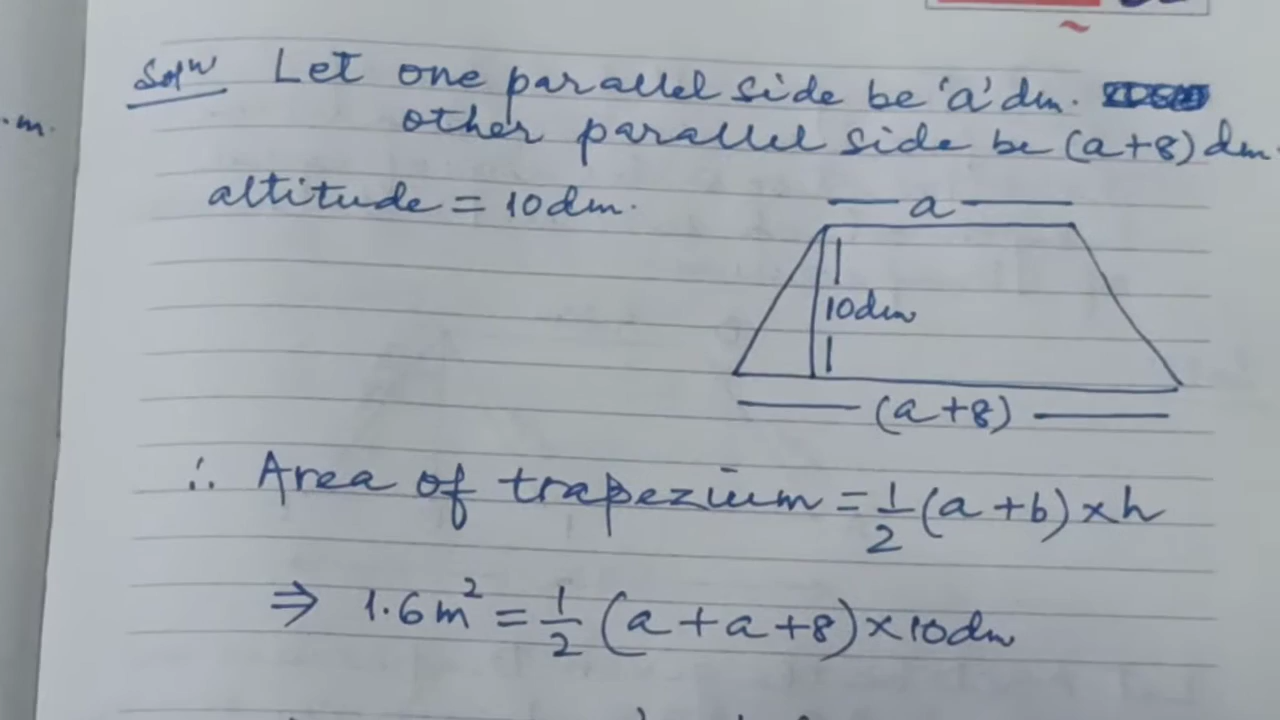 .m.
Solⁿ Let one parallel side be 'a' dm.
other parallel side be (a+8) dm.
altitude = 10dm.
a
10dm
(a+8)
∴ Area of trapezium = 1/2 (a+b) × h
⇒ 1.6m² = 1/2 (a+a+8) × 10dm